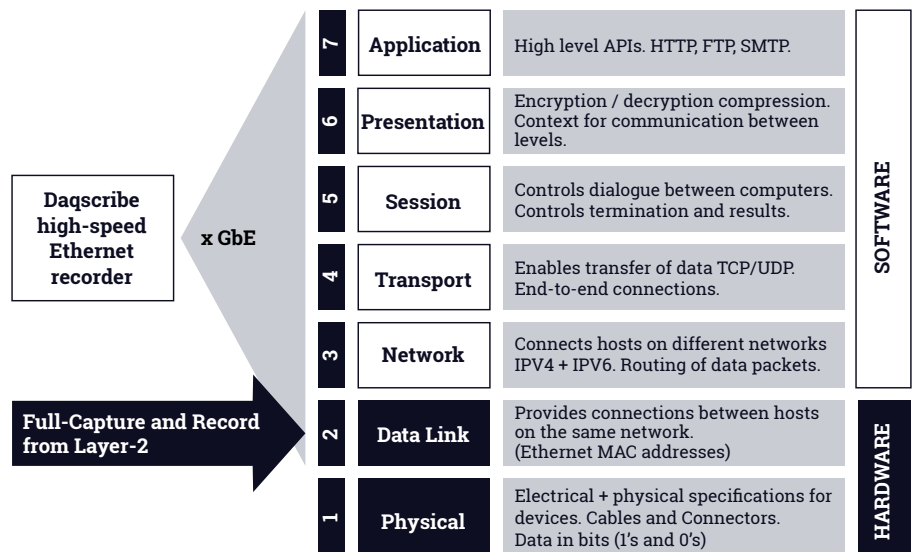 7
Application
High level APIs. HTTP, FTP, SMTP.
6
Presentation
Encryption / decryption compression.
Context for communication between
levels.
5
Session
Controls dialogue between computers.
Controls termination and results.
4
Transport
Enables transfer of data TCP/UDP.
End-to-end connections.
3
Network
Connects hosts on different networks
IPV4 + IPV6. Routing of data packets.
2
Data Link
Provides connections between hosts
on the same network.
(Ethernet MAC addresses)
1
Physical
Electrical + physical specifications for
devices. Cables and Connectors.
Data in bits (1's and 0's)
Daqscribe
high-speed
Ethernet
recorder
x GbE
Full-Capture and Record
from Layer-2
SOFTWARE
HARDWARE